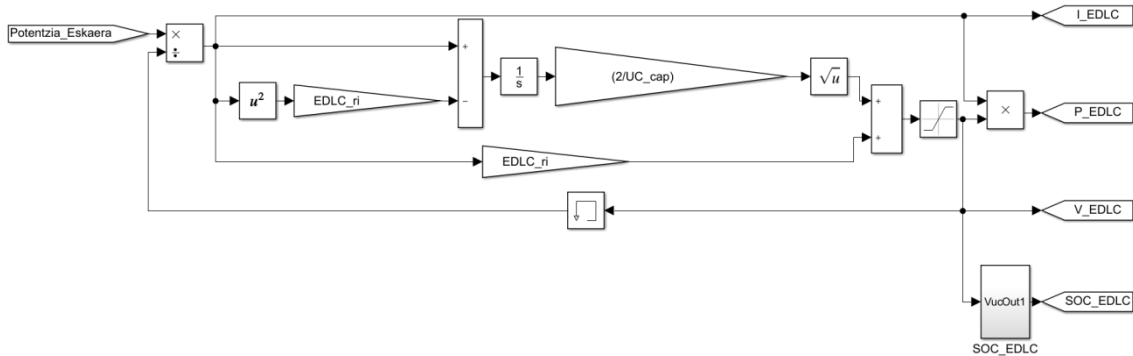 Potentzia_Eskaera
×
÷
u²
EDLC_ri
+
−
1
s
(2/UC_cap)
√u
EDLC_ri
+
+
×
I_EDLC
P_EDLC
V_EDLC
VucOut1
SOC_EDLC
SOC_EDLC